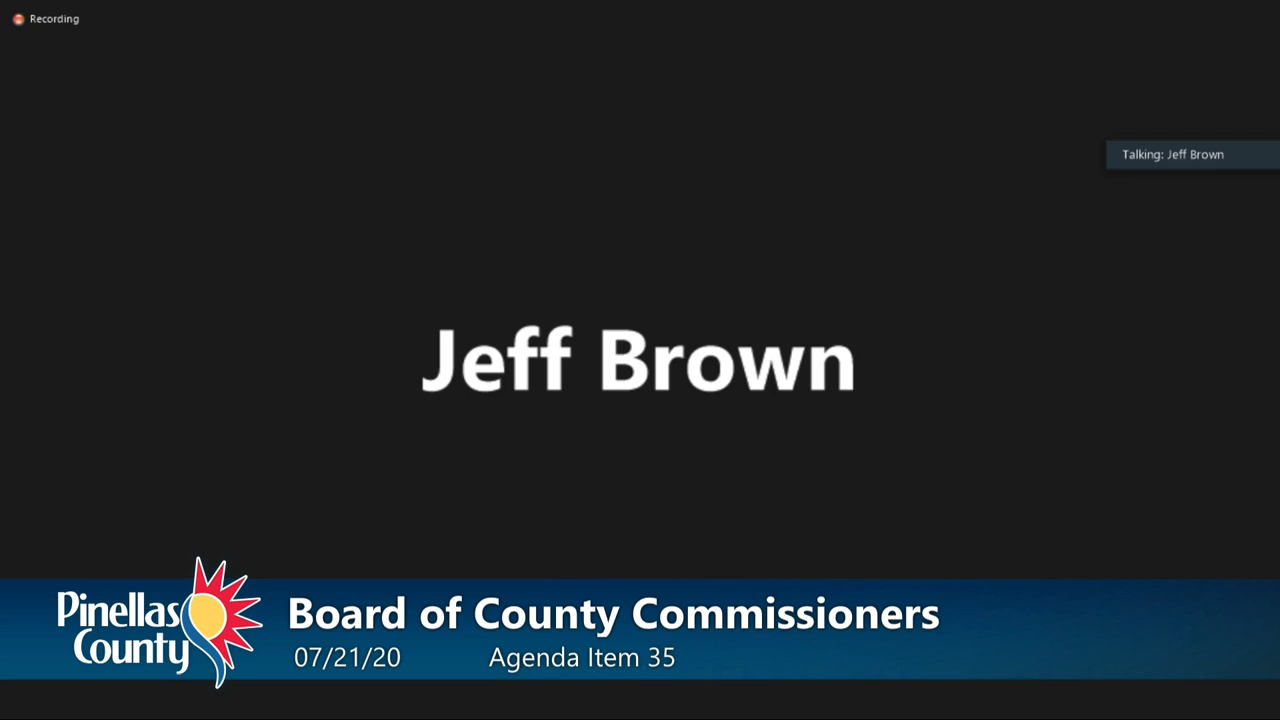 Recording
Talking: Jeff Brown
Jeff Brown
Pinellas
County
Board of County Commissioners
07/21/20 Agenda Item 35